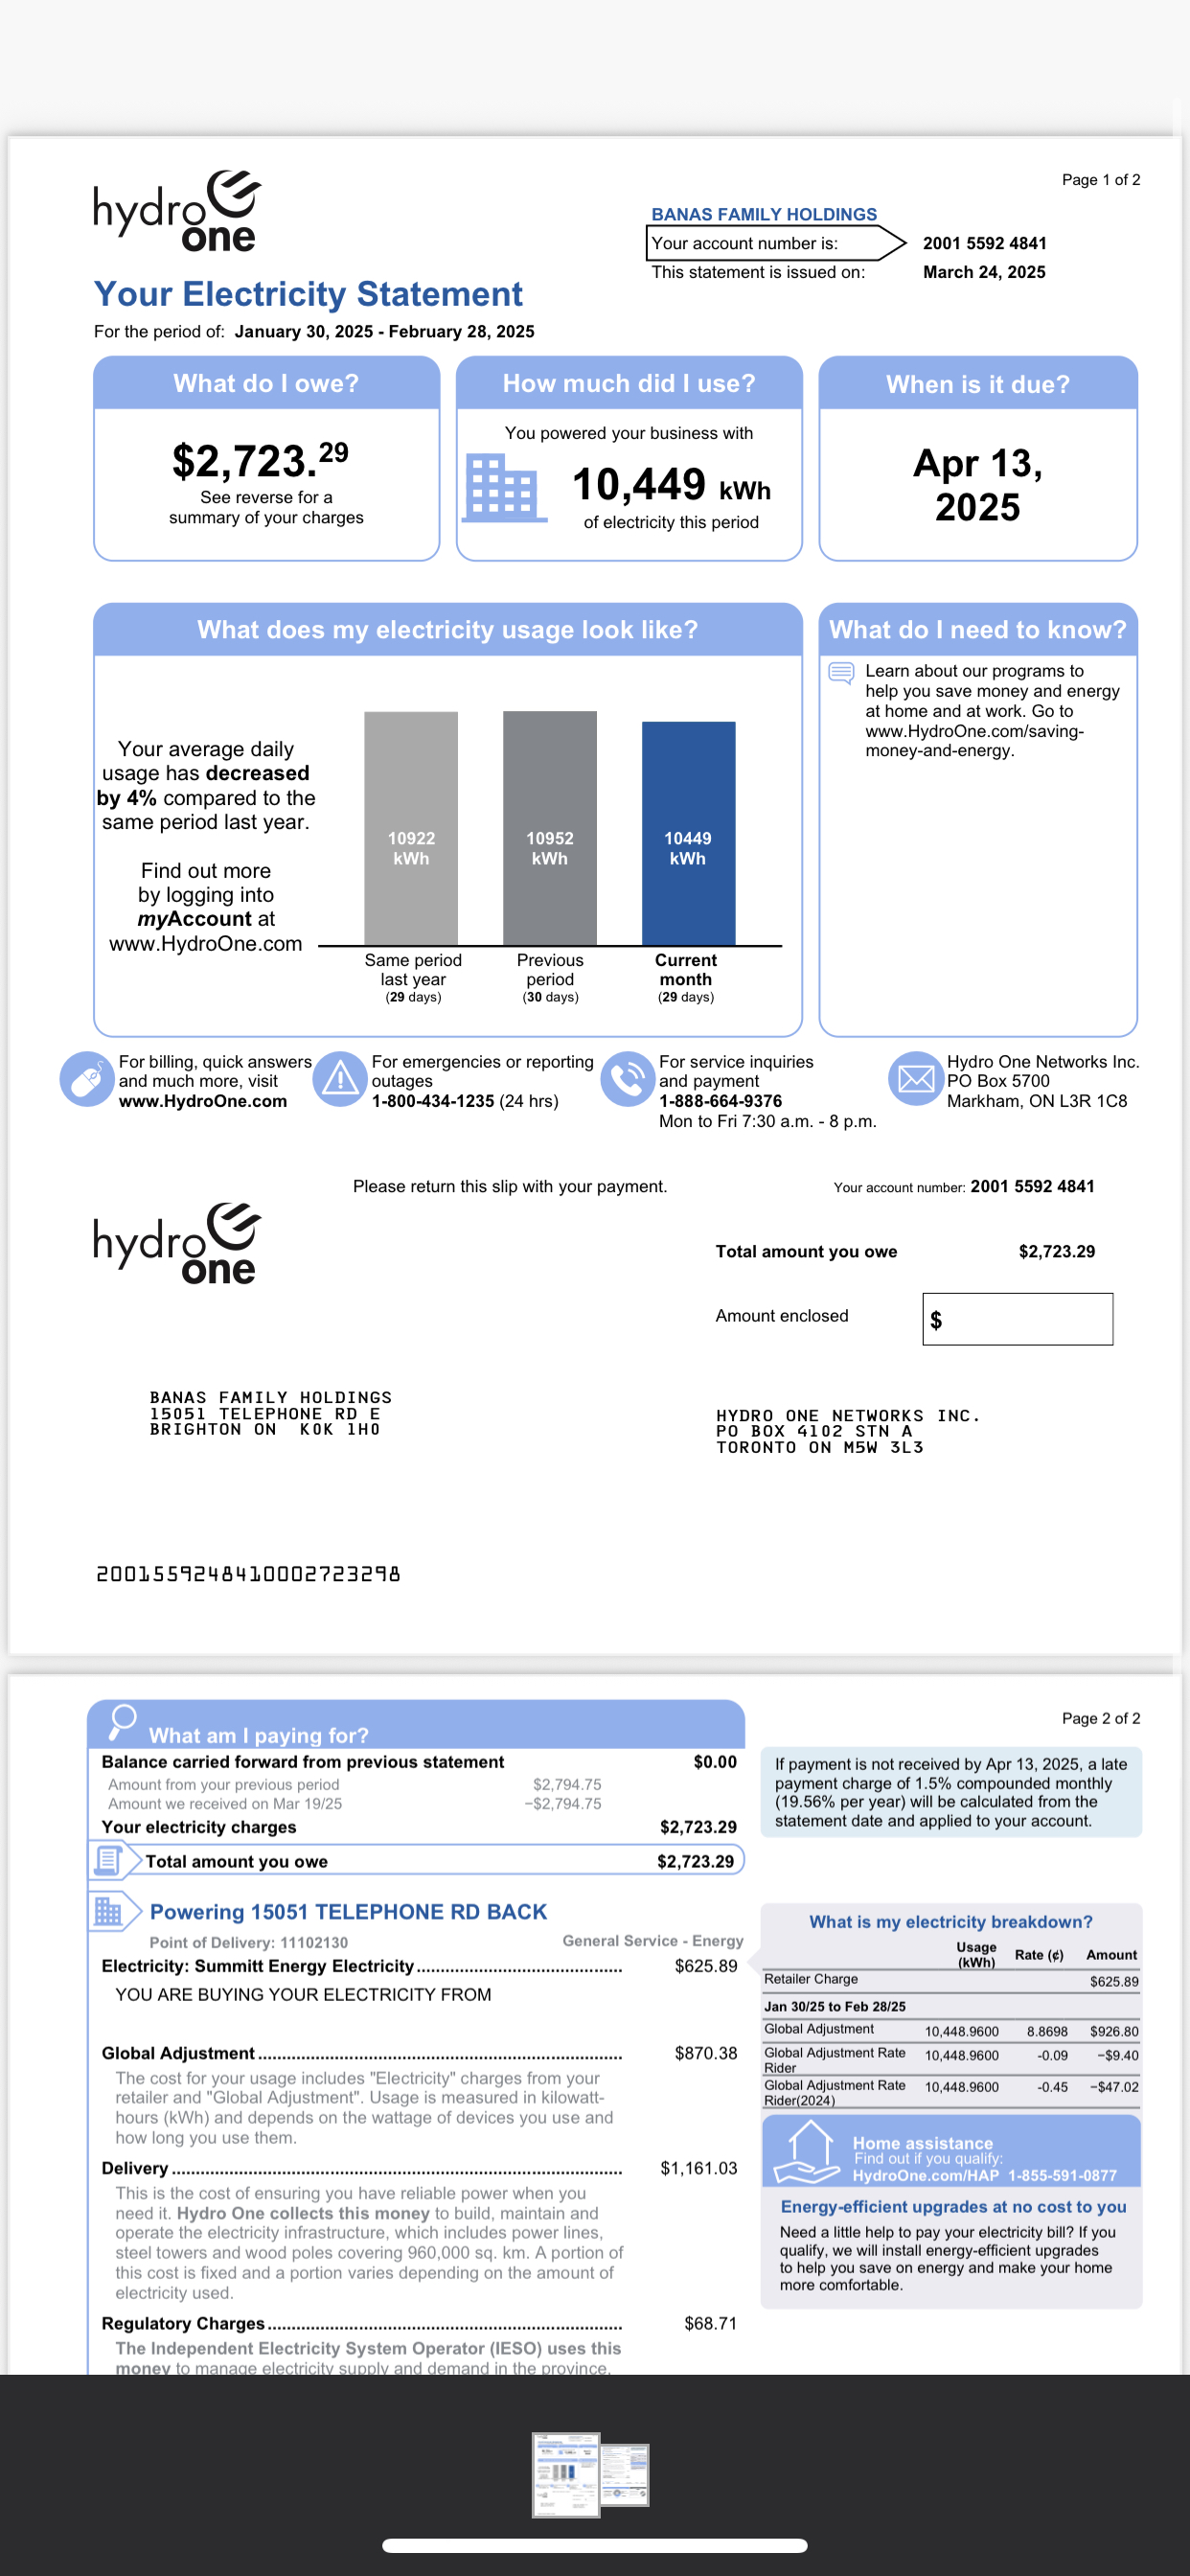 hydro one
Page 1 of 2
BANAS FAMILY HOLDINGS
Your account number is: 2001 5592 4841
This statement is issued on: March 24, 2025
Your Electricity Statement
For the period of: January 30, 2025 - February 28, 2025
What do I owe?
$2,723.29
See reverse for a
summary of your charges
How much did I use?
You powered your business with
10,449 kWh
of electricity this period
When is it due?
Apr 13,
2025
What does my electricity usage look like?
Your average daily
usage has decreased
by 4% compared to the
same period last year.
Find out more
by logging into
myAccount at
www.HydroOne.com
10922
kWh
10952
kWh
10449
kWh
Same period
last year
(29 days)
Previous
period
(30 days)
Current
month
(29 days)
What do I need to know?
Learn about our programs to
help you save money and energy
at home and at work. Go to
www.HydroOne.com/saving-
money-and-energy.
For billing, quick answers
and much more, visit
www.HydroOne.com
For emergencies or reporting
outages
1-800-434-1235 (24 hrs)
For service inquiries
and payment
1-888-664-9376
Mon to Fri 7:30 a.m. - 8 p.m.
Hydro One Networks Inc.
PO Box 5700
Markham, ON L3R 1C8
Please return this slip with your payment.
Your account number: 2001 5592 4841
hydro one
Total amount you owe $2,723.29
Amount enclosed $
BANAS FAMILY HOLDINGS
15051 TELEPHONE RD E
BRIGHTON ON K0K 1H0
HYDRO ONE NETWORKS INC.
PO BOX 4102 STN A
TORONTO ON M5W 3L3
2001559248410002723298
What am I paying for?
Page 2 of 2
Balance carried forward from previous statement $0.00
Amount from your previous period $2,794.75
Amount we received on Mar 19/25 −$2,794.75
Your electricity charges $2,723.29
Total amount you owe $2,723.29
If payment is not received by Apr 13, 2025, a late
payment charge of 1.5% compounded monthly
(19.56% per year) will be calculated from the
statement date and applied to your account.
Powering 15051 TELEPHONE RD BACK
Point of Delivery: 11102130 General Service - Energy
Electricity: Summitt Energy Electricity $625.89
YOU ARE BUYING YOUR ELECTRICITY FROM
Global Adjustment $870.38
The cost for your usage includes "Electricity" charges from your
retailer and "Global Adjustment". Usage is measured in kilowatt-
hours (kWh) and depends on the wattage of devices you use and
how long you use them.
Delivery $1,161.03
This is the cost of ensuring you have reliable power when you
need it. Hydro One collects this money to build, maintain and
operate the electricity infrastructure, which includes power lines,
steel towers and wood poles covering 960,000 sq. km. A portion of
this cost is fixed and a portion varies depending on the amount of
electricity used.
Regulatory Charges $68.71
The Independent Electricity System Operator (IESO) uses this
money to manage electricity supply and demand in the province.
What is my electricity breakdown?
Usage (kWh) Rate (¢) Amount
Retailer Charge $625.89
Jan 30/25 to Feb 28/25
Global Adjustment 10,448.9600 8.8698 $926.80
Global Adjustment Rate Rider 10,448.9600 -0.09 −$9.40
Global Adjustment Rate Rider(2024) 10,448.9600 -0.45 −$47.02
Home assistance
Find out if you qualify:
HydroOne.com/HAP 1-855-591-0877
Energy-efficient upgrades at no cost to you
Need a little help to pay your electricity bill? If you
qualify, we will install energy-efficient upgrades
to help you save on energy and make your home
more comfortable.